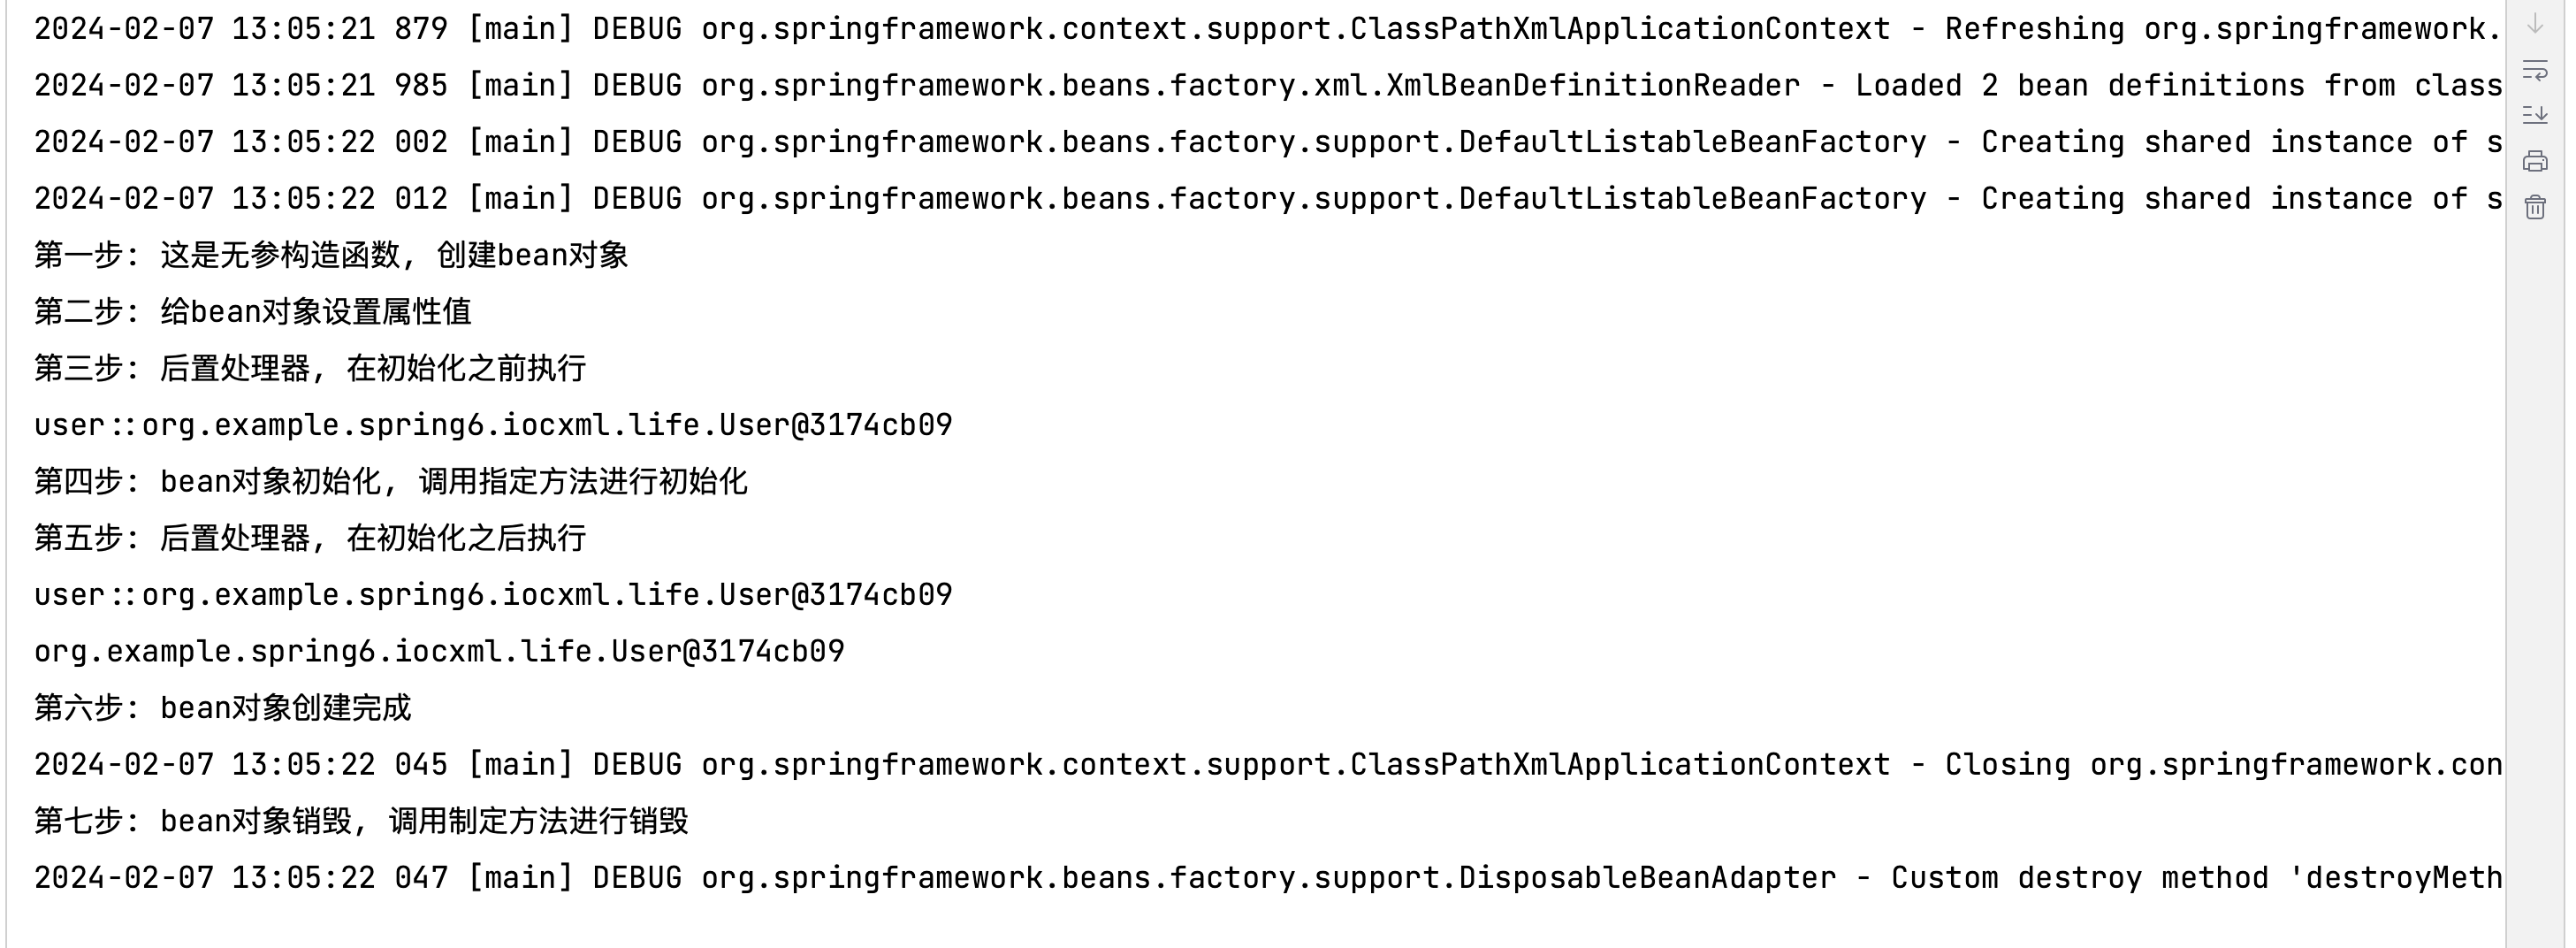 2024-02-07 13:05:21 879 [main] DEBUG org.springframework.context.support.ClassPathXmlApplicationContext - Refreshing org.springframework.
2024-02-07 13:05:21 985 [main] DEBUG org.springframework.beans.factory.xml.XmlBeanDefinitionReader - Loaded 2 bean definitions from class
2024-02-07 13:05:22 002 [main] DEBUG org.springframework.beans.factory.support.DefaultListableBeanFactory - Creating shared instance of s
2024-02-07 13:05:22 012 [main] DEBUG org.springframework.beans.factory.support.DefaultListableBeanFactory - Creating shared instance of s
第一步: 这是无参构造函数, 创建bean对象
第二步: 给bean对象设置属性值
第三步: 后置处理器, 在初始化之前执行
user::org.example.spring6.iocxml.life.User@3174cb09
第四步: bean对象初始化, 调用指定方法进行初始化
第五步: 后置处理器, 在初始化之后执行
user::org.example.spring6.iocxml.life.User@3174cb09
org.example.spring6.iocxml.life.User@3174cb09
第六步: bean对象创建完成
2024-02-07 13:05:22 045 [main] DEBUG org.springframework.context.support.ClassPathXmlApplicationContext - Closing org.springframework.con
第七步: bean对象销毁, 调用制定方法进行销毁
2024-02-07 13:05:22 047 [main] DEBUG org.springframework.beans.factory.support.DisposableBeanAdapter - Custom destroy method 'destroyMeth